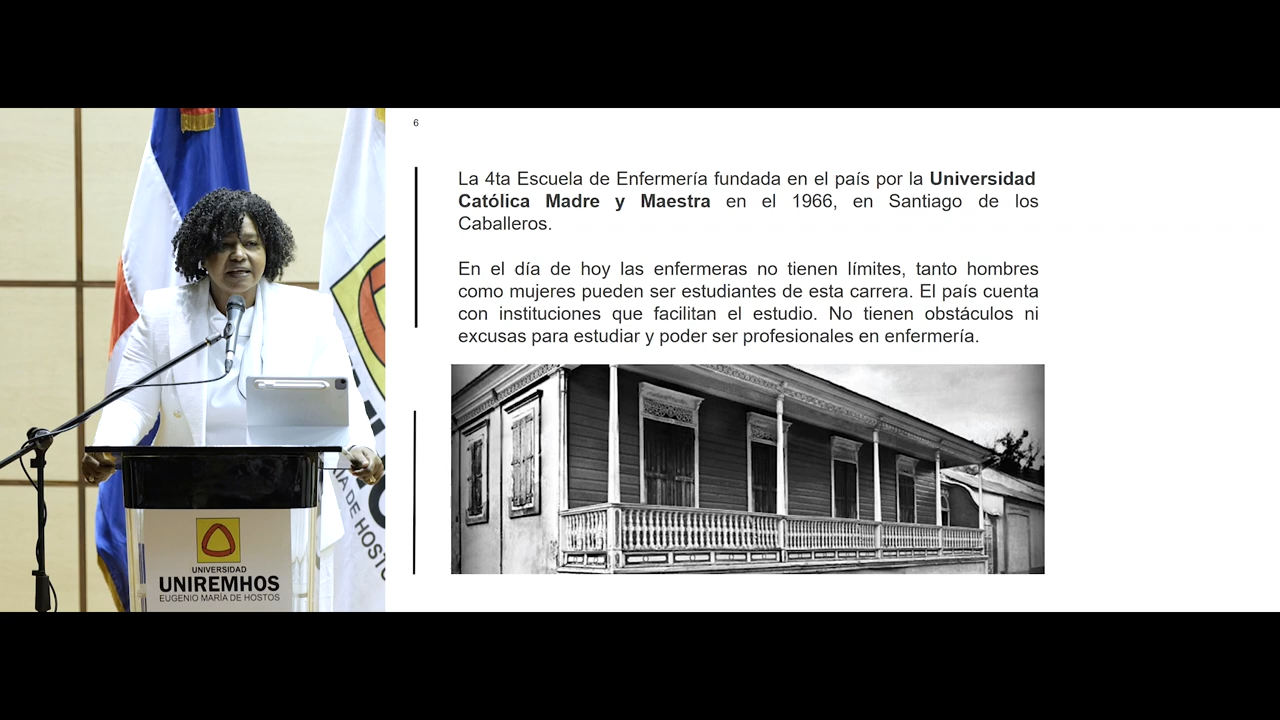 6
La 4ta Escuela de Enfermería fundada en el país por la Universidad
Católica Madre y Maestra en el 1966, en Santiago de los
Caballeros.
En el día de hoy las enfermeras no tienen límites, tanto hombres
como mujeres pueden ser estudiantes de esta carrera. El país cuenta
con instituciones que facilitan el estudio. No tienen obstáculos ni
excusas para estudiar y poder ser profesionales en enfermería.
UNIVERSIDAD
UNIREMHOS
EUGENIO MARÍA DE HOSTOS
ÍA DE HOSTO